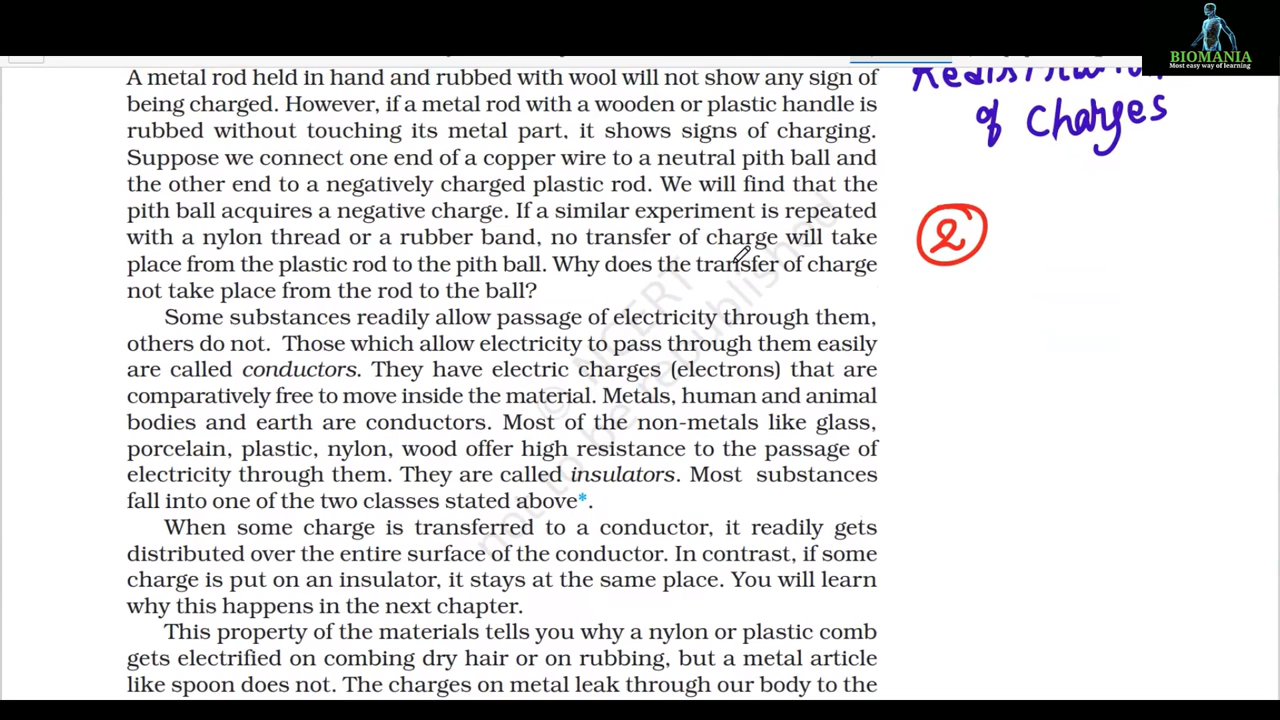 BIOMANIA
Most easy way of learning
A metal rod held in hand and rubbed with wool will not show any sign of
being charged. However, if a metal rod with a wooden or plastic handle is
rubbed without touching its metal part, it shows signs of charging.
Suppose we connect one end of a copper wire to a neutral pith ball and
the other end to a negatively charged plastic rod. We will find that the
pith ball acquires a negative charge. If a similar experiment is repeated
with a nylon thread or a rubber band, no transfer of charge will take
place from the plastic rod to the pith ball. Why does the transfer of charge
not take place from the rod to the ball?
Some substances readily allow passage of electricity through them,
others do not. Those which allow electricity to pass through them easily
are called conductors. They have electric charges (electrons) that are
comparatively free to move inside the material. Metals, human and animal
bodies and earth are conductors. Most of the non-metals like glass,
porcelain, plastic, nylon, wood offer high resistance to the passage of
electricity through them. They are called insulators. Most substances
fall into one of the two classes stated above*.
When some charge is transferred to a conductor, it readily gets
distributed over the entire surface of the conductor. In contrast, if some
charge is put on an insulator, it stays at the same place. You will learn
why this happens in the next chapter.
This property of the materials tells you why a nylon or plastic comb
gets electrified on combing dry hair or on rubbing, but a metal article
like spoon does not. The charges on metal leak through our body to the
of charges
2
© NCERT
not to be republished